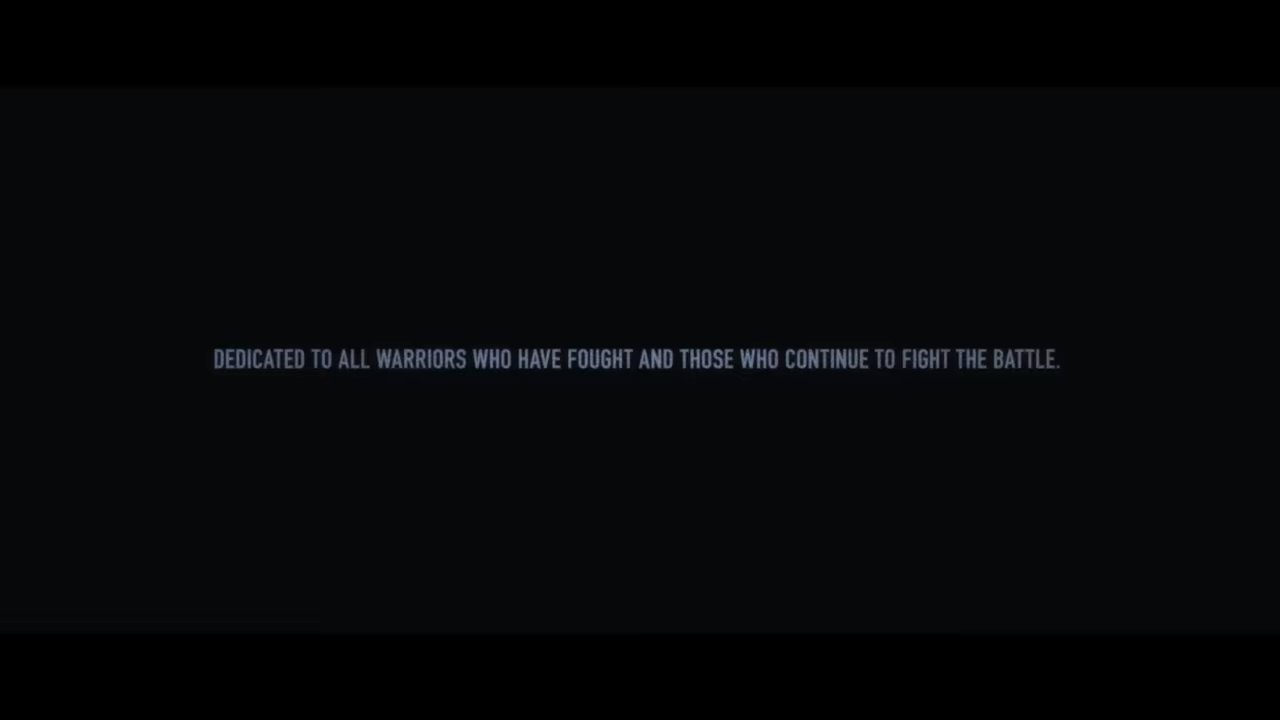 DEDICATED TO ALL WARRIORS WHO HAVE FOUGHT AND THOSE WHO CONTINUE TO FIGHT THE BATTLE.